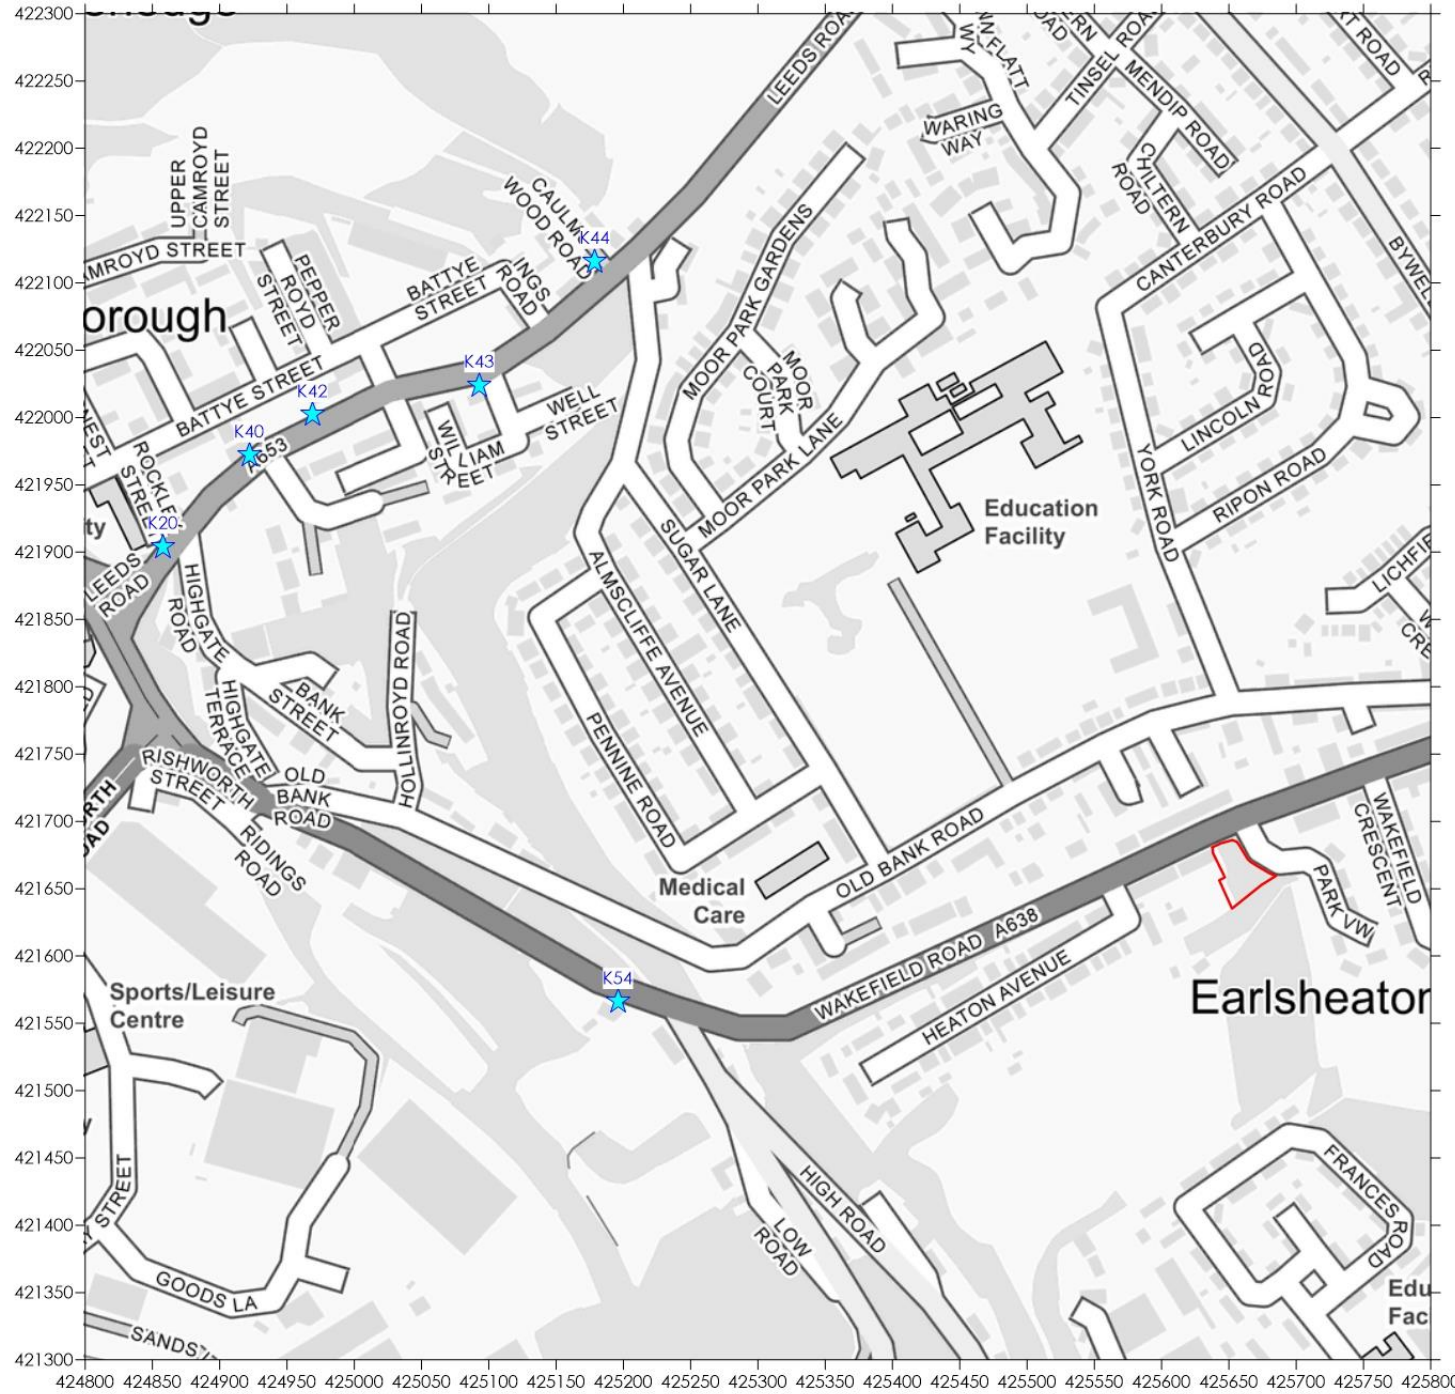 422300
422250
422200
422150
422100
422050
422000
421950
421900
421850
421800
421750
421700
421650
421600
421550
421500
421450
421400
421350
421300
LEEDS ROA
TINSEL ROA
MENDIP ROAD
WARING
WAY
CHILTERN
ROAD
CANTERBURY ROAD
UPPER
CAMROYD
STREET
AMROYD STREET
PEPPER
ROYD
STREET
BATTYE
STREET
INGS
ROAD
WOOD ROAD
K44
orough
MOOR PARK GARDENS
MOOR
PARK
COURT
BATTYE STREET
K43
K42
K40
A653
WELL
STREET
WILLIAM
STREET
MOOR PARK LANE
LINCOLN ROAD
YORK ROAD
RIPON ROAD
K20
LEEDS
ROAD
Education
Facility
SUGAR LANE
ALMSCLIFFE AVENUE
HIGHGATE
ROAD
HOLLINROYD ROAD
BANK
STREET
HIGHGATE
TERRACE
PENNINE ROAD
RISHWORTH
STREET
OLD
BANK
ROAD
RIDINGS
ROAD
OLD BANK ROAD
Medical
Care
WAKEFIELD
CRESCENT
PARK VW
WAKEFIELD ROAD A638
HEATON AVENUE
K54
Earlsheaton
Sports/Leisure
Centre
HIGH ROAD
LOW
ROAD
FRANCES
ROAD
STREET
GOODS LA
SANDS
Edu
Fac
424800 424850 424900 424950 425000 425050 425100 425150 425200 425250 425300 425350 425400 425450 425500 425550 425600 425650 425700 425750 425800